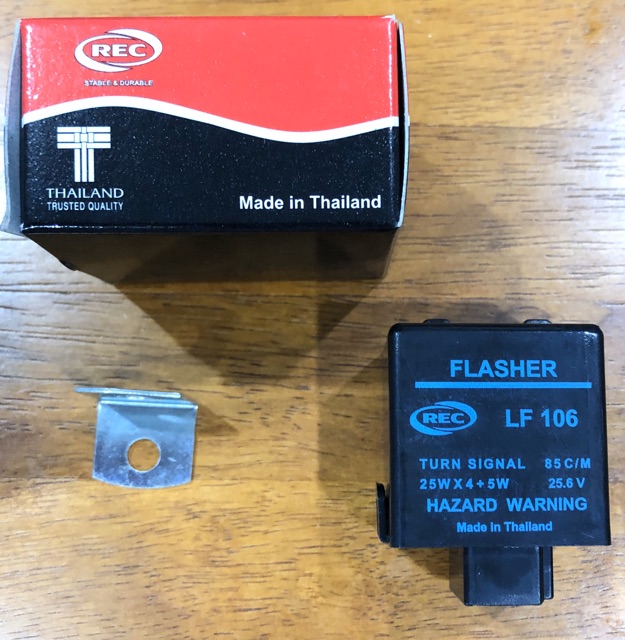 REC
STABLE & DURABLE
THAILAND
TRUSTED QUALITY
Made in Thailand
FLASHER
REC LF 106
TURN SIGNAL 85C/M
25W X 4 + 5W 25.6 V
HAZARD WARNING
Made in Thailand